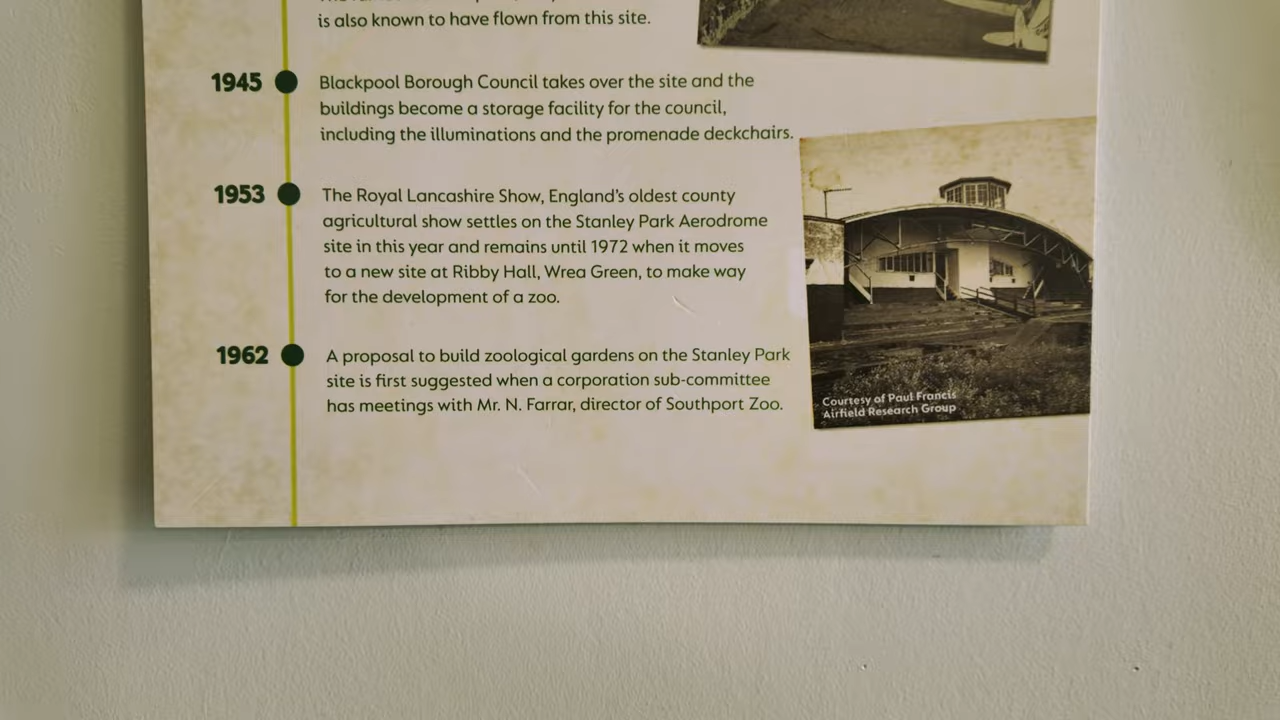 is also known to have flown from this site.
1945
Blackpool Borough Council takes over the site and the
buildings become a storage facility for the council,
including the illuminations and the promenade deckchairs.
1953
The Royal Lancashire Show, England's oldest county
agricultural show settles on the Stanley Park Aerodrome
site in this year and remains until 1972 when it moves
to a new site at Ribby Hall, Wrea Green, to make way
for the development of a zoo.
1962
A proposal to build zoological gardens on the Stanley Park
site is first suggested when a corporation sub-committee
has meetings with Mr. N. Farrar, director of Southport Zoo.
Courtesy of Paul Francis
Airfield Research Group